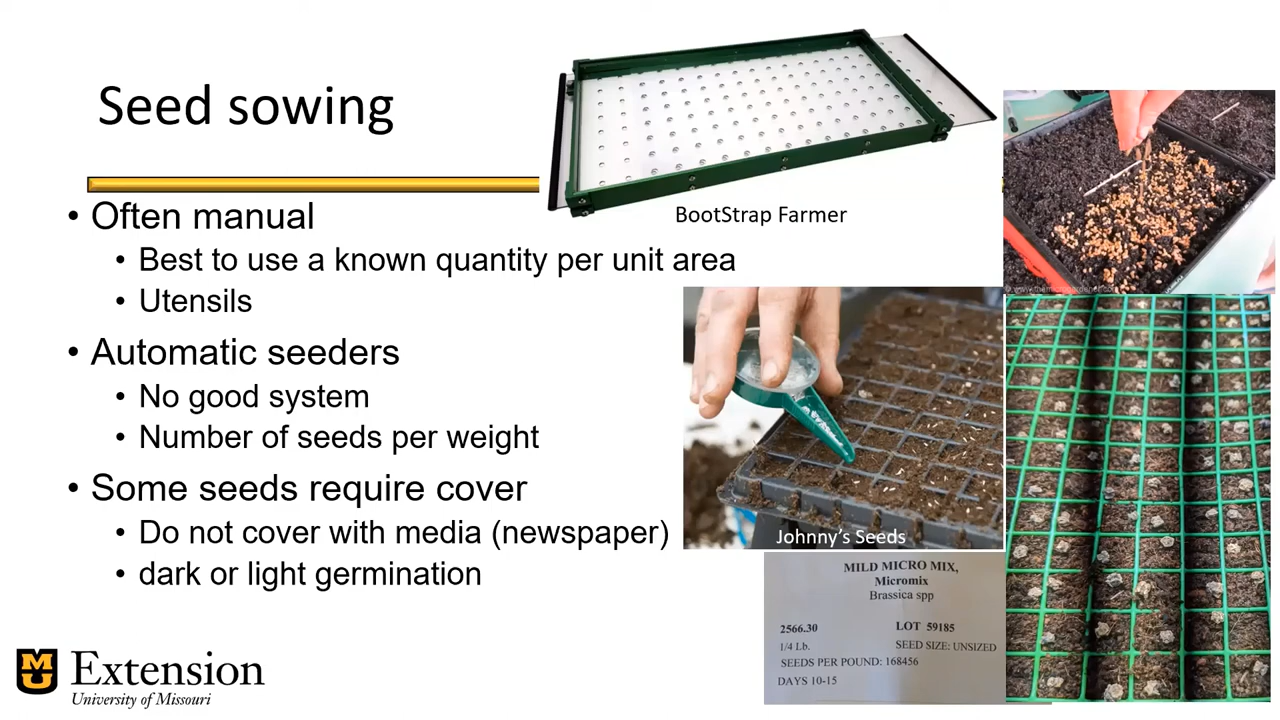 Seed sowing
BootStrap Farmer
• Often manual
• Best to use a known quantity per unit area
• Utensils
• Automatic seeders
• No good system
• Number of seeds per weight
• Some seeds require cover
• Do not cover with media (newspaper)
• dark or light germination
Johnny's Seeds
MILD MICRO MIX,
Micromix
Brassica spp
2566.30 LOT 59185
1/4 Lb. SEED SIZE: UNSIZED
SEEDS PER POUND: 168456
DAYS 10-15
MU Extension
University of Missouri